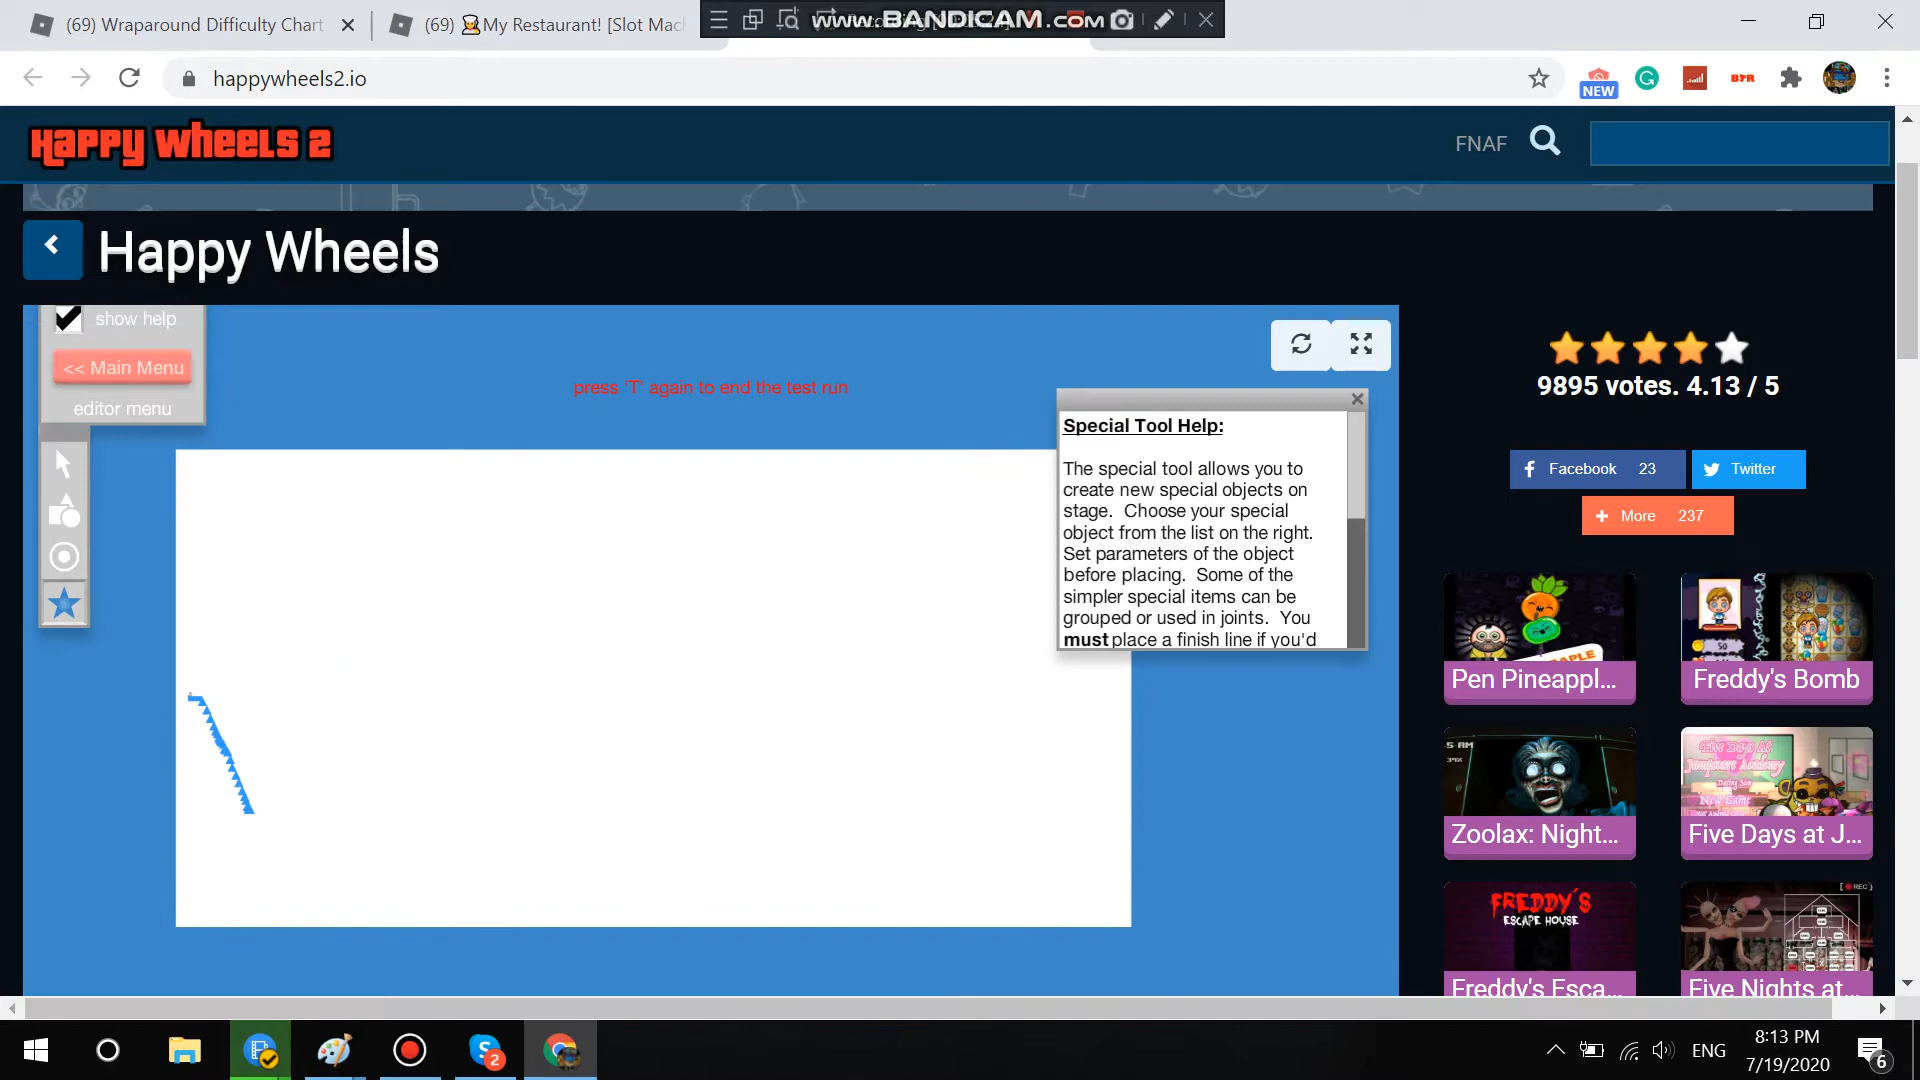 (69) Wraparound Difficulty Chart
(69) 🧑‍🍳My Restaurant! [Slot Mac
www.BANDICAM.com
happywheels2.io
NEW
BTR
Happy Wheels 2
FNAF
Happy Wheels
show help
<< Main Menu
editor menu
press 'T' again to end the test run
Special Tool Help:
The special tool allows you to
create new special objects on
stage. Choose your special
object from the list on the right.
Set parameters of the object
before placing. Some of the
simpler special items can be
grouped or used in joints. You
must place a finish line if you'd
9895 votes. 4.13 / 5
Facebook 23
Twitter
More 237
Pen Pineappl...
Freddy's Bomb
Zoolax: Night...
Five Days at J...
FREDDY'S
ESCAPE HOUSE
Freddy's Esca...
Five Nights at...
2
ENG
8:13 PM
7/19/2020
6